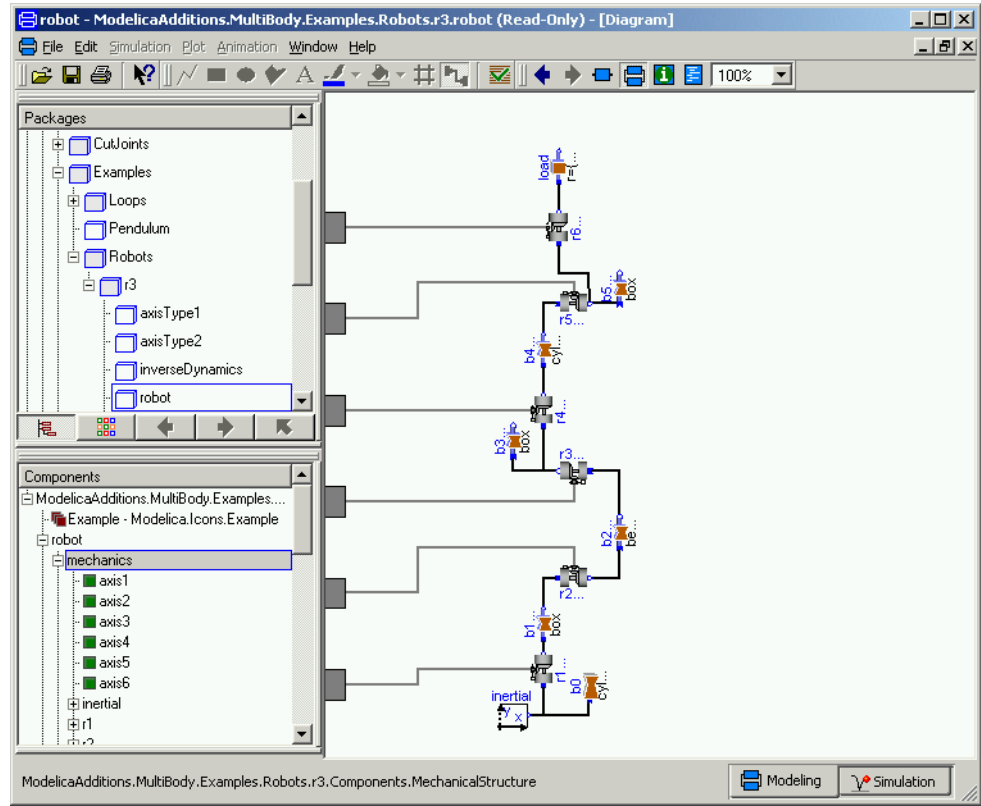 robot - ModelicaAdditions.MultiBody.Examples.Robots.r3.robot (Read-Only) - [Diagram]
File Edit Simulation Plot Animation Window Help
100%
Packages
CutJoints
Examples
Loops
Pendulum
Robots
r3
axisType1
axisType2
inverseDynamics
robot
Components
ModelicaAdditions.MultiBody.Examples....
Example - Modelica.Icons.Example
robot
mechanics
axis1
axis2
axis3
axis4
axis5
axis6
inertial
r1
r2
load
r={...
r6...
b5...
box
r5...
b4...
cyl...
r4...
b3...
box
r3...
b2...
be...
r2...
b1...
box
r1...
b0
cyl...
inertial
y
x
ModelicaAdditions.MultiBody.Examples.Robots.r3.Components.MechanicalStructure
Modeling
Simulation